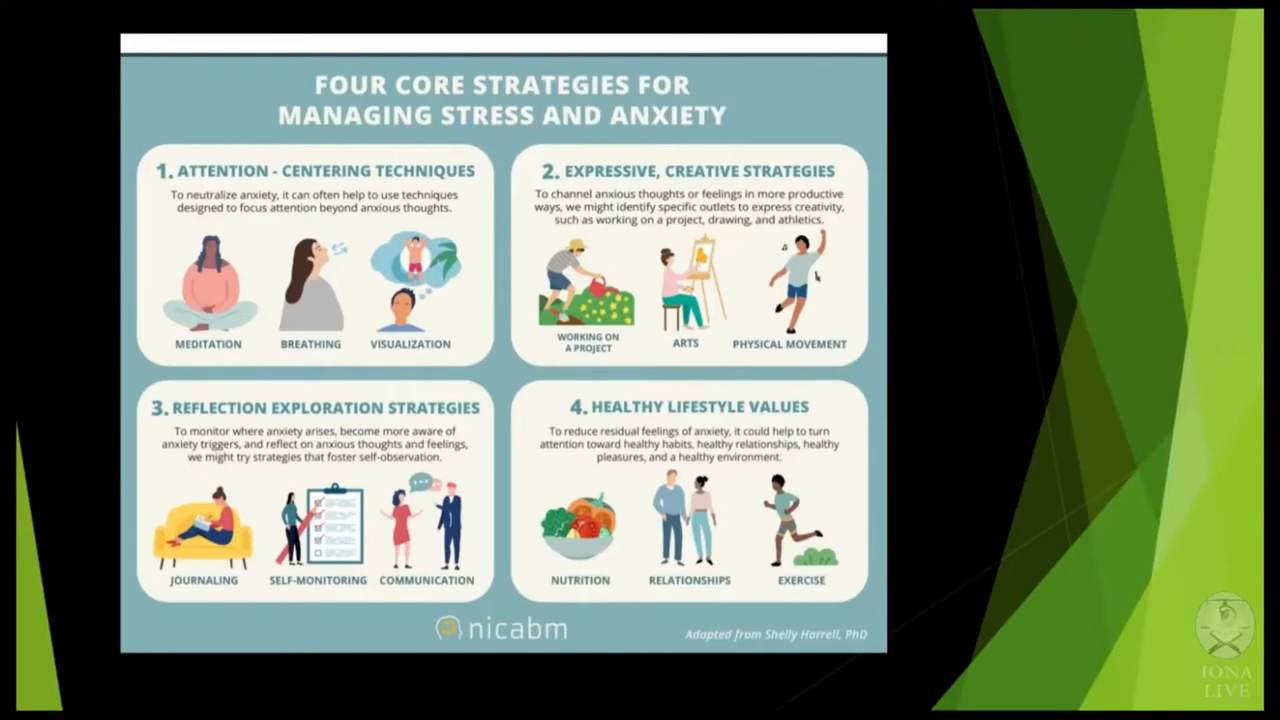 FOUR CORE STRATEGIES FOR
MANAGING STRESS AND ANXIETY
1. ATTENTION - CENTERING TECHNIQUES
To neutralize anxiety, it can often help to use techniques
designed to focus attention beyond anxious thoughts.
MEDITATION
BREATHING
VISUALIZATION
2. EXPRESSIVE, CREATIVE STRATEGIES
To channel anxious thoughts or feelings in more productive
ways, we might identify specific outlets to express creativity,
such as working on a project, drawing, and athletics.
WORKING ON
A PROJECT
ARTS
PHYSICAL MOVEMENT
3. REFLECTION EXPLORATION STRATEGIES
To monitor where anxiety arises, become more aware of
anxiety triggers, and reflect on anxious thoughts and feelings,
we might try strategies that foster self-observation.
JOURNALING
SELF-MONITORING
COMMUNICATION
4. HEALTHY LIFESTYLE VALUES
To reduce residual feelings of anxiety, it could help to turn
attention toward healthy habits, healthy relationships, healthy
pleasures, and a healthy environment.
NUTRITION
RELATIONSHIPS
EXERCISE
nicabm
Adapted from Shelly Harrell, PhD
IONA
LIVE